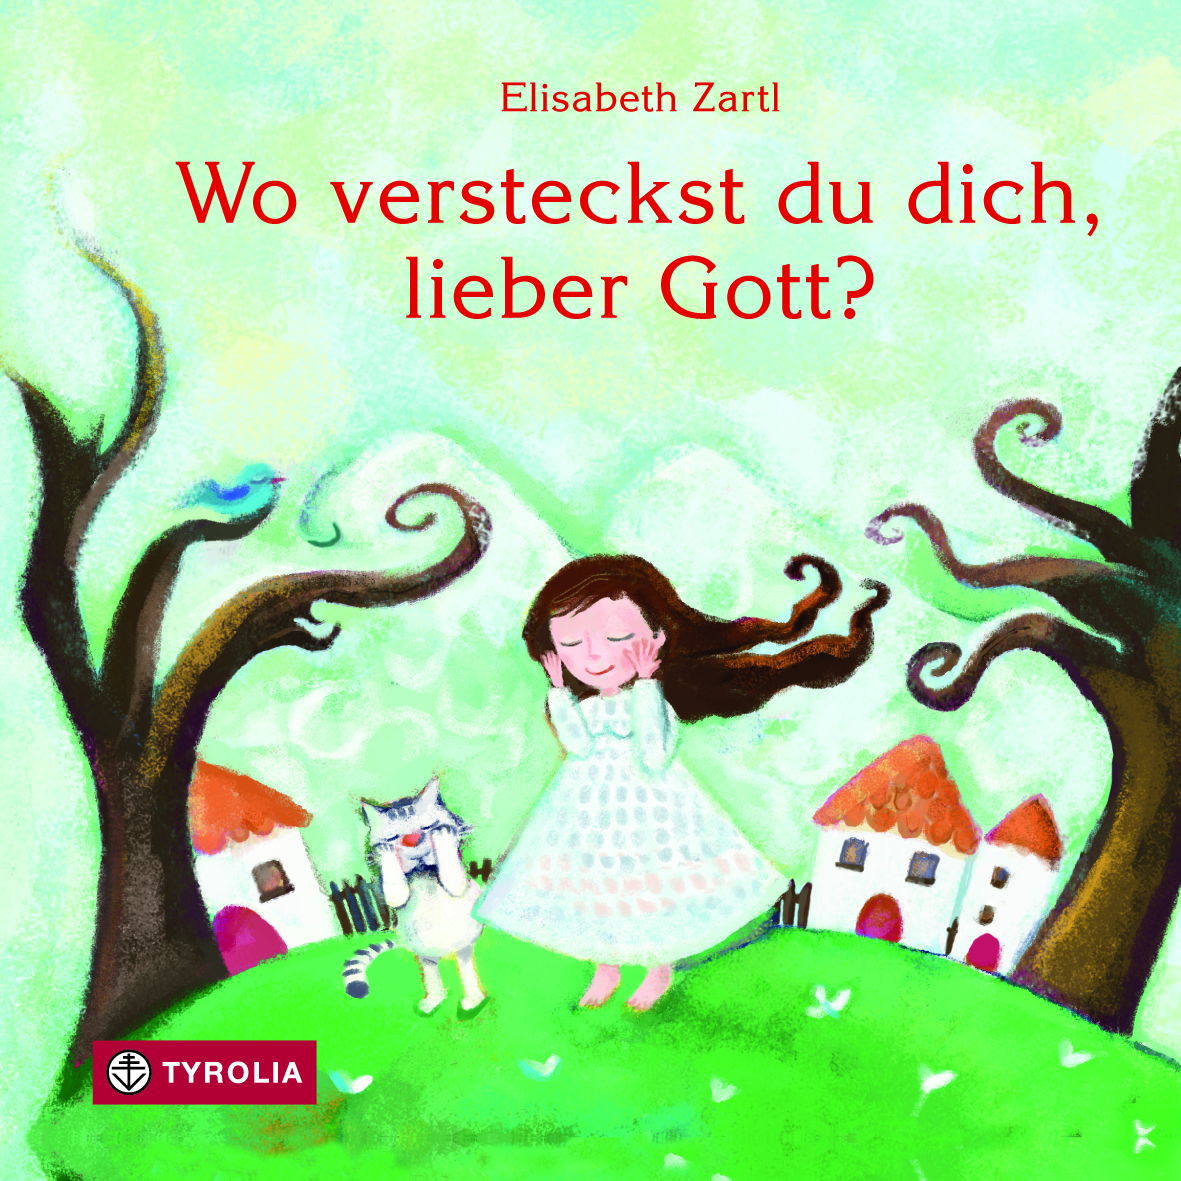 Elisabeth Zartl
Wo versteckst du dich,
lieber Gott?
TYROLIA